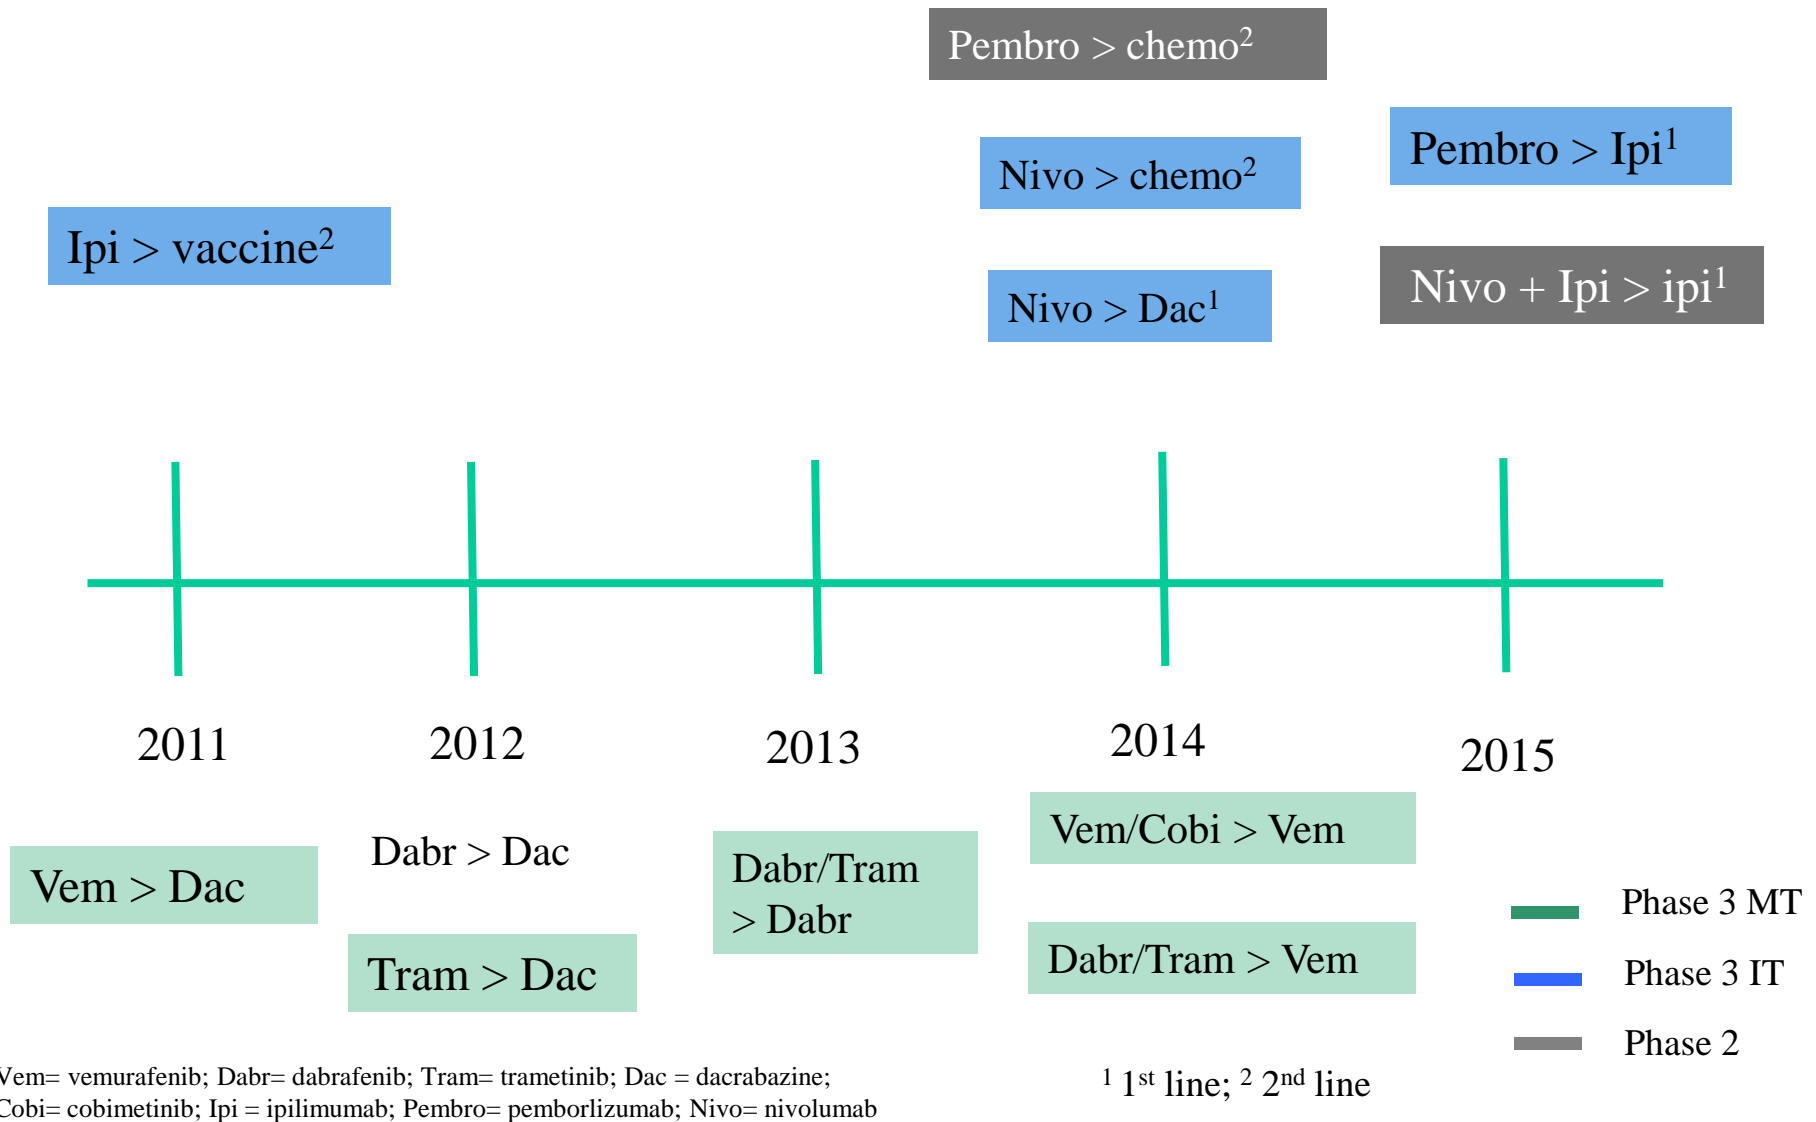 Pembro > chemo²
Nivo > chemo²
Pembro > Ipi¹
Ipi > vaccine²
Nivo > Dac¹
Nivo + Ipi > ipi¹
2011
2012
2013
2014
2015
Vem > Dac
Dabr > Dac
Tram > Dac
Dabr/Tram
> Dabr
Vem/Cobi > Vem
Dabr/Tram > Vem
Phase 3 MT
Phase 3 IT
Phase 2
Vem= vemurafenib; Dabr= dabrafenib; Tram= trametinib; Dac = dacrabazine;
Cobi= cobimetinib; Ipi = ipilimumab; Pembro= pemborlizumab; Nivo= nivolumab
¹ 1ˢᵗ line; ² 2ⁿᵈ line